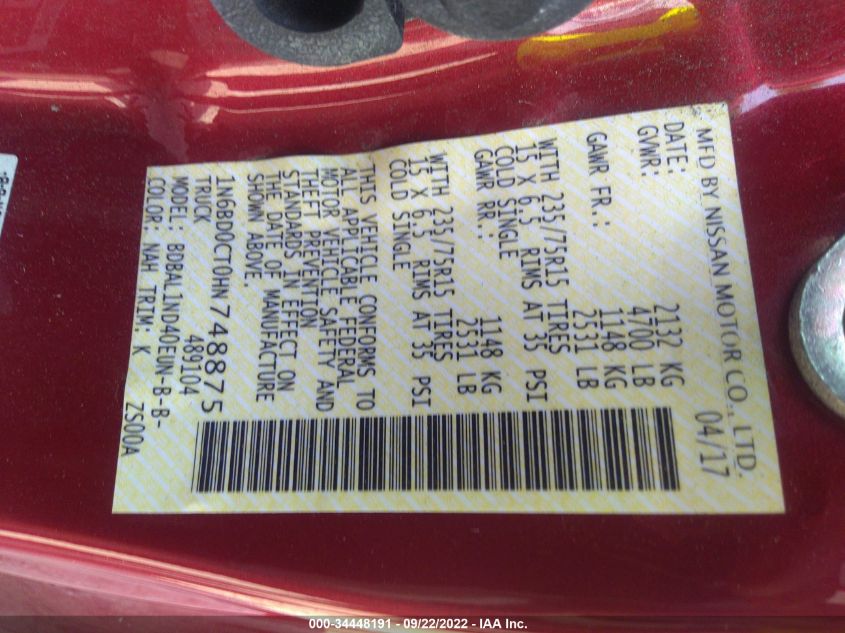 MFD BY NISSAN MOTOR CO., LTD.
DATE: 04/17
GVWR: 2132 KG
4700 LB
GAWR FR.: 1148 KG
2531 LB
WITH 235//75R15 TIRES
15 X 6.5 RIMS AT 35 PSI
COLD SINGLE
GAWR RR.: 1148 KG
2531 LB
WITH 235//75R15 TIRES
15 X 6.5 RIMS AT 35 PSI
COLD SINGLE
THIS VEHICLE CONFORMS TO
ALL APPLICABLE FEDERAL
MOTOR VEHICLE SAFETY AND
THEFT PREVENTION
STANDARDS IN EFFECT ON
THE DATE OF MANUFACTURE
SHOWN ABOVE.
1N6BD0CT0HN748875
TRUCK 489104
MODEL: BDBALIND40EUN-B-B-
COLOR: NAH TRIM: K ZS00A
000-34448191 - 09/22/2022 - IAA Inc.